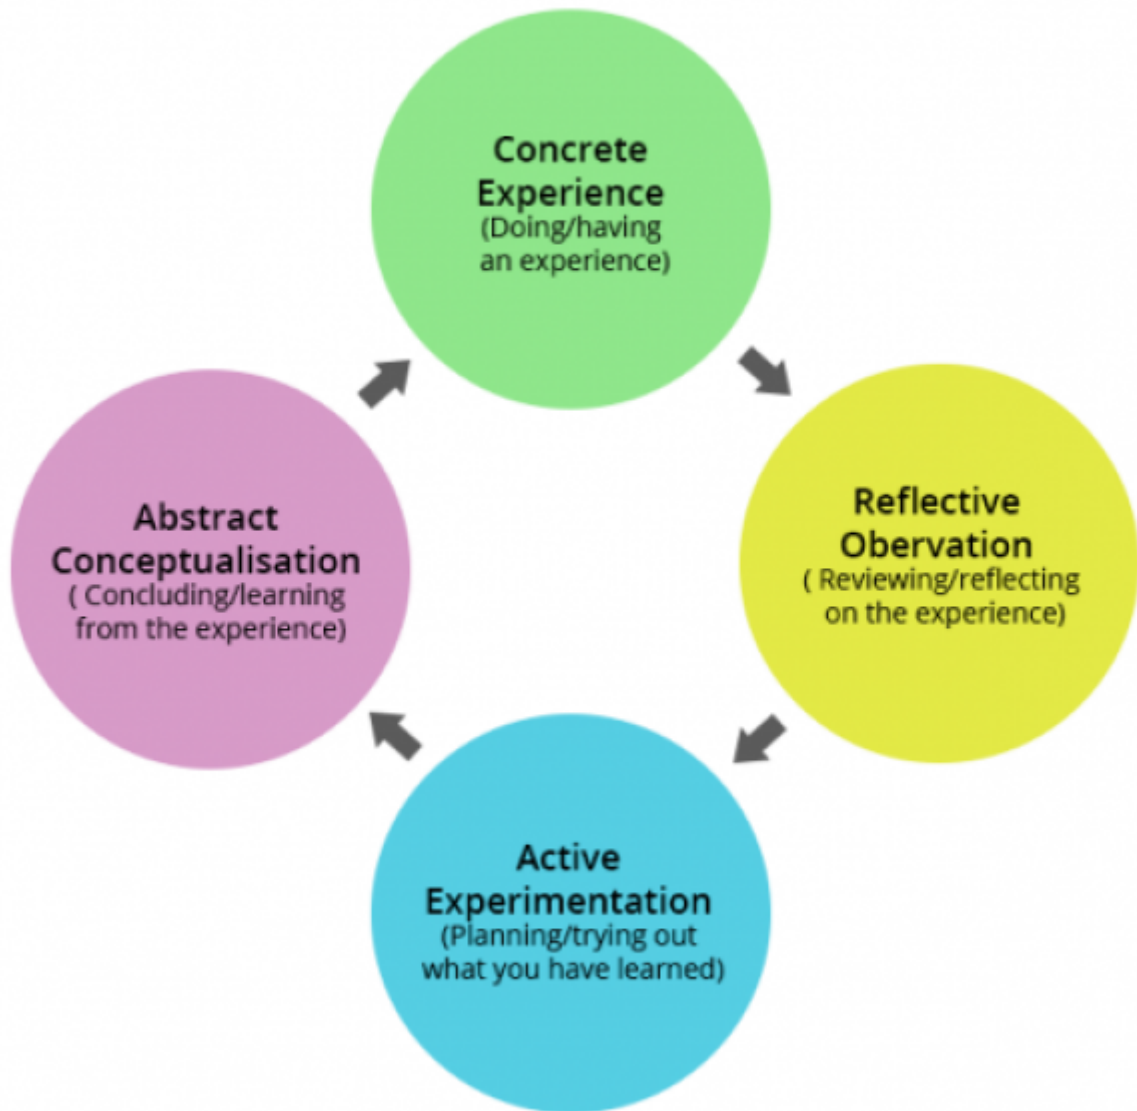 Concrete
Experience
(Doing/having
an experience)
Reflective
Obervation
( Reviewing/reflecting
on the experience)
Active
Experimentation
(Planning/trying out
what you have learned)
Abstract
Conceptualisation
( Concluding/learning
from the experience)